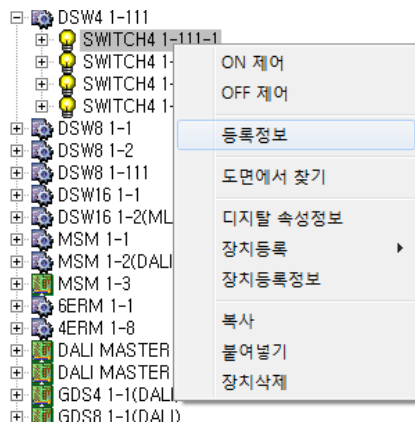 DSW4 1-111
SWITCH4 1-111-1
SWITCH4 1-
SWITCH4 1-
SWITCH4 1-
DSW8 1-1
DSW8 1-2
DSW8 1-111
DSW16 1-1
DSW16 1-2(ML
MSM 1-1
MSM 1-2(DALI
MSM 1-3
6ERM 1-1
4ERM 1-8
DALI MASTER
DALI MASTER
GDS4 1-1(DALI)
GDS8 1-1(DALI)
ON 제어
OFF 제어
등록정보
도면에서 찾기
디지탈 속성정보
장치등록
장치등록정보
복사
붙여넣기
장치삭제